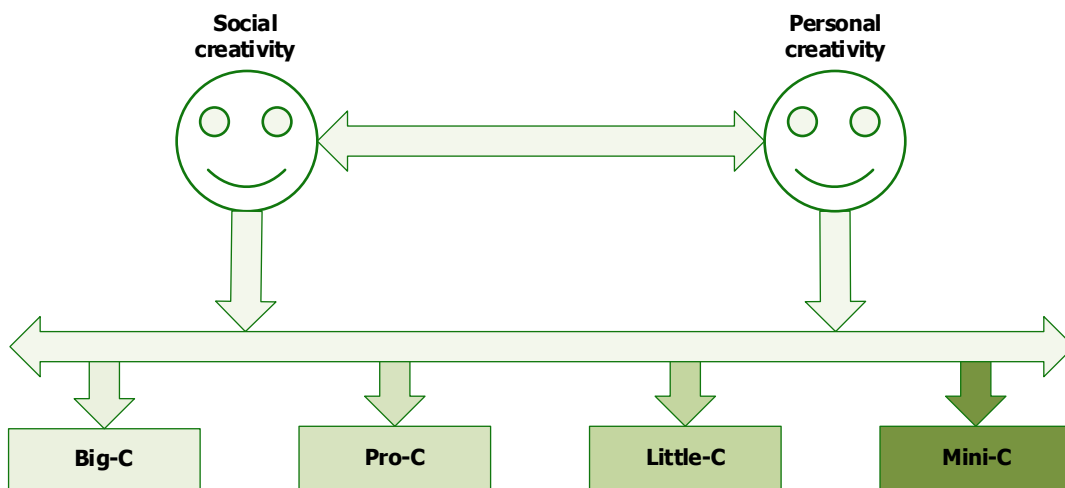 Social
creativity
Personal
creativity
Big-C
Pro-C
Little-C
Mini-C